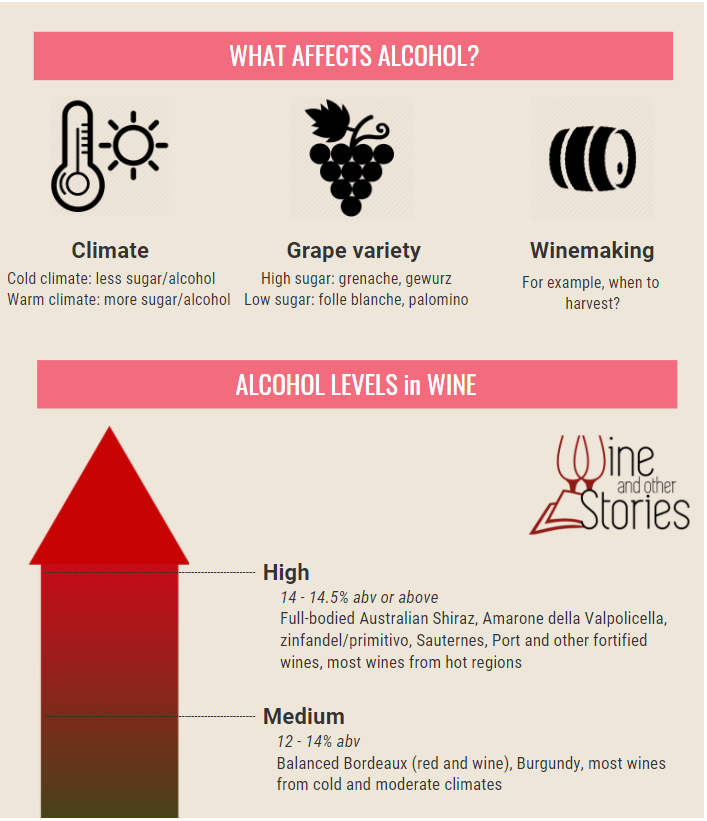 WHAT AFFECTS ALCOHOL?
Climate
Cold climate: less sugar/alcohol
Warm climate: more sugar/alcohol
Grape variety
High sugar: grenache, gewurz
Low sugar: folle blanche, palomino
Winemaking
For example, when to
harvest?
ALCOHOL LEVELS in WINE
Wine
and other
Stories
High
14 - 14.5% abv or above
Full-bodied Australian Shiraz, Amarone della Valpolicella,
zinfandel/primitivo, Sauternes, Port and other fortified
wines, most wines from hot regions
Medium
12 - 14% abv
Balanced Bordeaux (red and wine), Burgundy, most wines
from cold and moderate climates